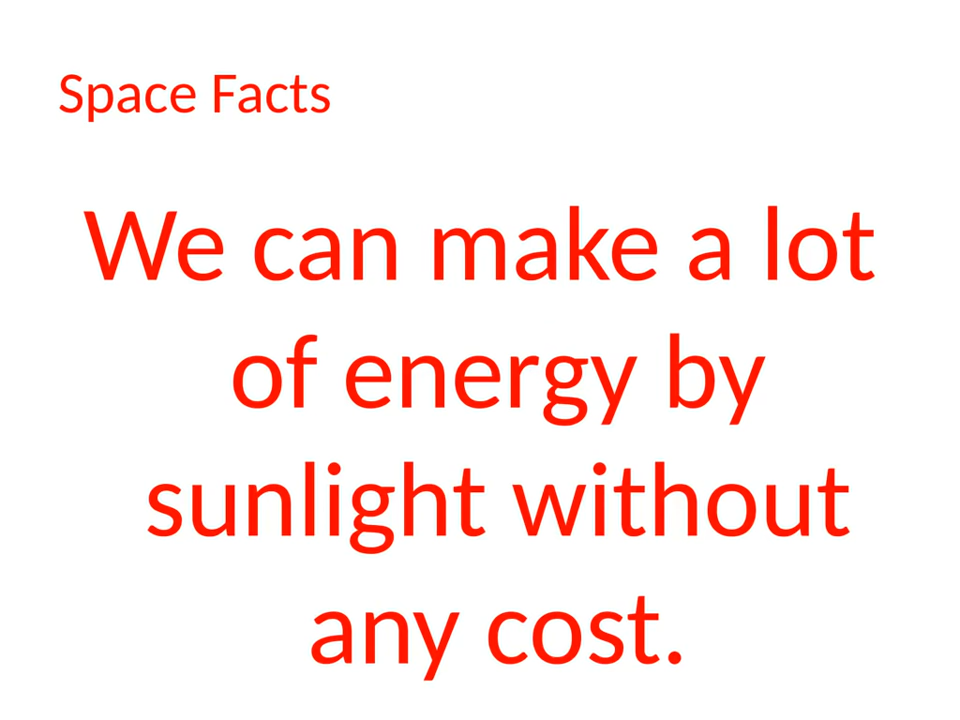 Space Facts
We can make a lot
of energy by
sunlight without
any cost.